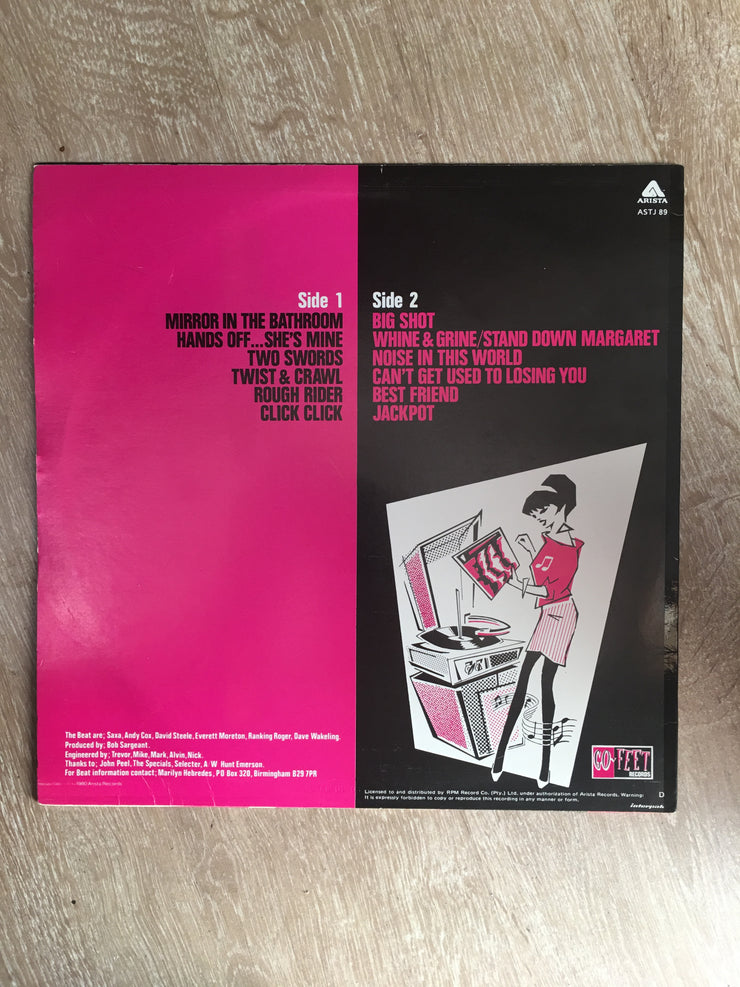 ARISTA
ASTJ 89
Side 1
MIRROR IN THE BATHROOM
HANDS OFF...SHE'S MINE
TWO SWORDS
TWIST & CRAWL
ROUGH RIDER
CLICK CLICK
Side 2
BIG SHOT
WHINE & GRINE/STAND DOWN MARGARET
NOISE IN THIS WORLD
CAN'T GET USED TO LOSING YOU
BEST FRIEND
JACKPOT
The Beat are; Saxa, Andy Cox, David Steele, Everett Moreton, Ranking Roger, Dave Wakeling.
Produced by; Bob Sargeant.
Engineered by; Trevor, Mike, Mark, Alvin, Nick.
Thanks to; John Peel, The Specials, Selecter, A/W Hunt Emerson.
For Beat information contact; Marilyn Hebredes, PO Box 320, Birmingham B29 7PR
1980 Arista Records
GO-FEET
RECORDS
Licensed to and distributed by RPM Record Co. (Pty.) Ltd. under authorization of Arista Records, Warning:
It is expressly forbidden to copy or reproduce this recording in any manner or form.
D
interpak